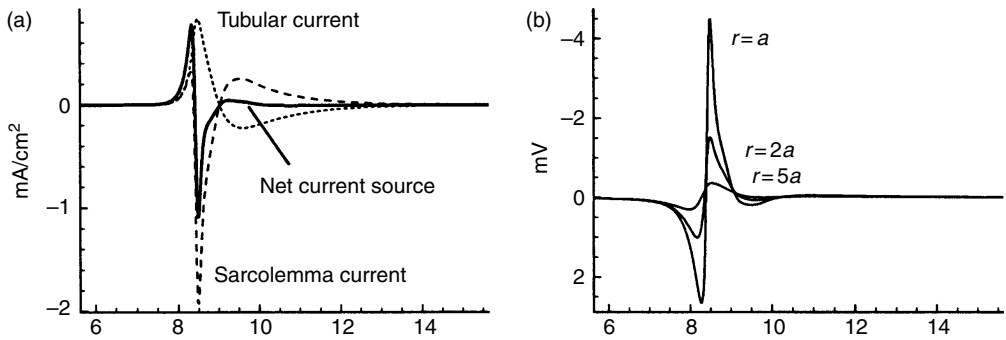 (a)
Tubular current
0
mA/cm²
Net current source
−1
Sarcolemma current
−2
6 8 10 12 14
(b)
−4
r=a
−2
r=2a
mV
r=5a
0
2
6 8 10 12 14